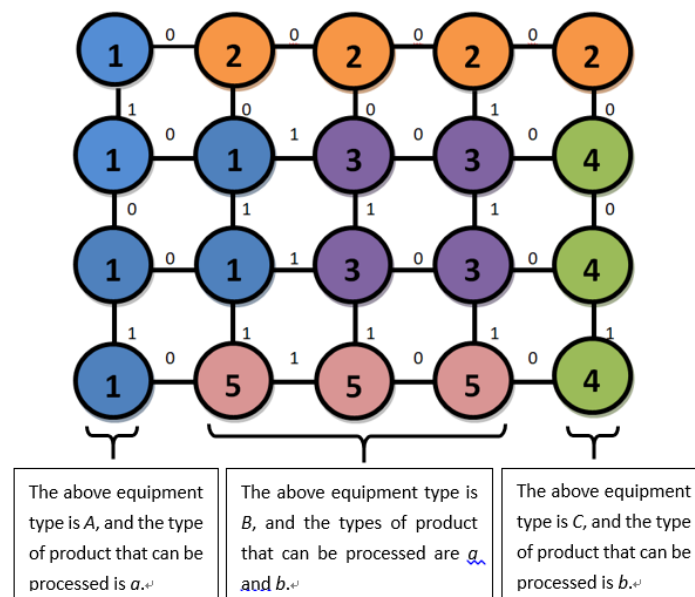 1 0 2 0 2 0 2 0 2
1 0 0 1 0
1 0 1 1 3 0 3 0 4
0 1 1 1 0
1 0 1 1 3 0 3 0 4
1 1 1 1 1
1 0 5 1 5 0 5 0 4
The above equipment
type is A, and the type
of product that can be
processed is a.↵
The above equipment type is
B, and the types of product
that can be processed are a
and b.↵
The above equipment
type is C, and the type
of product that can be
processed is b.↵